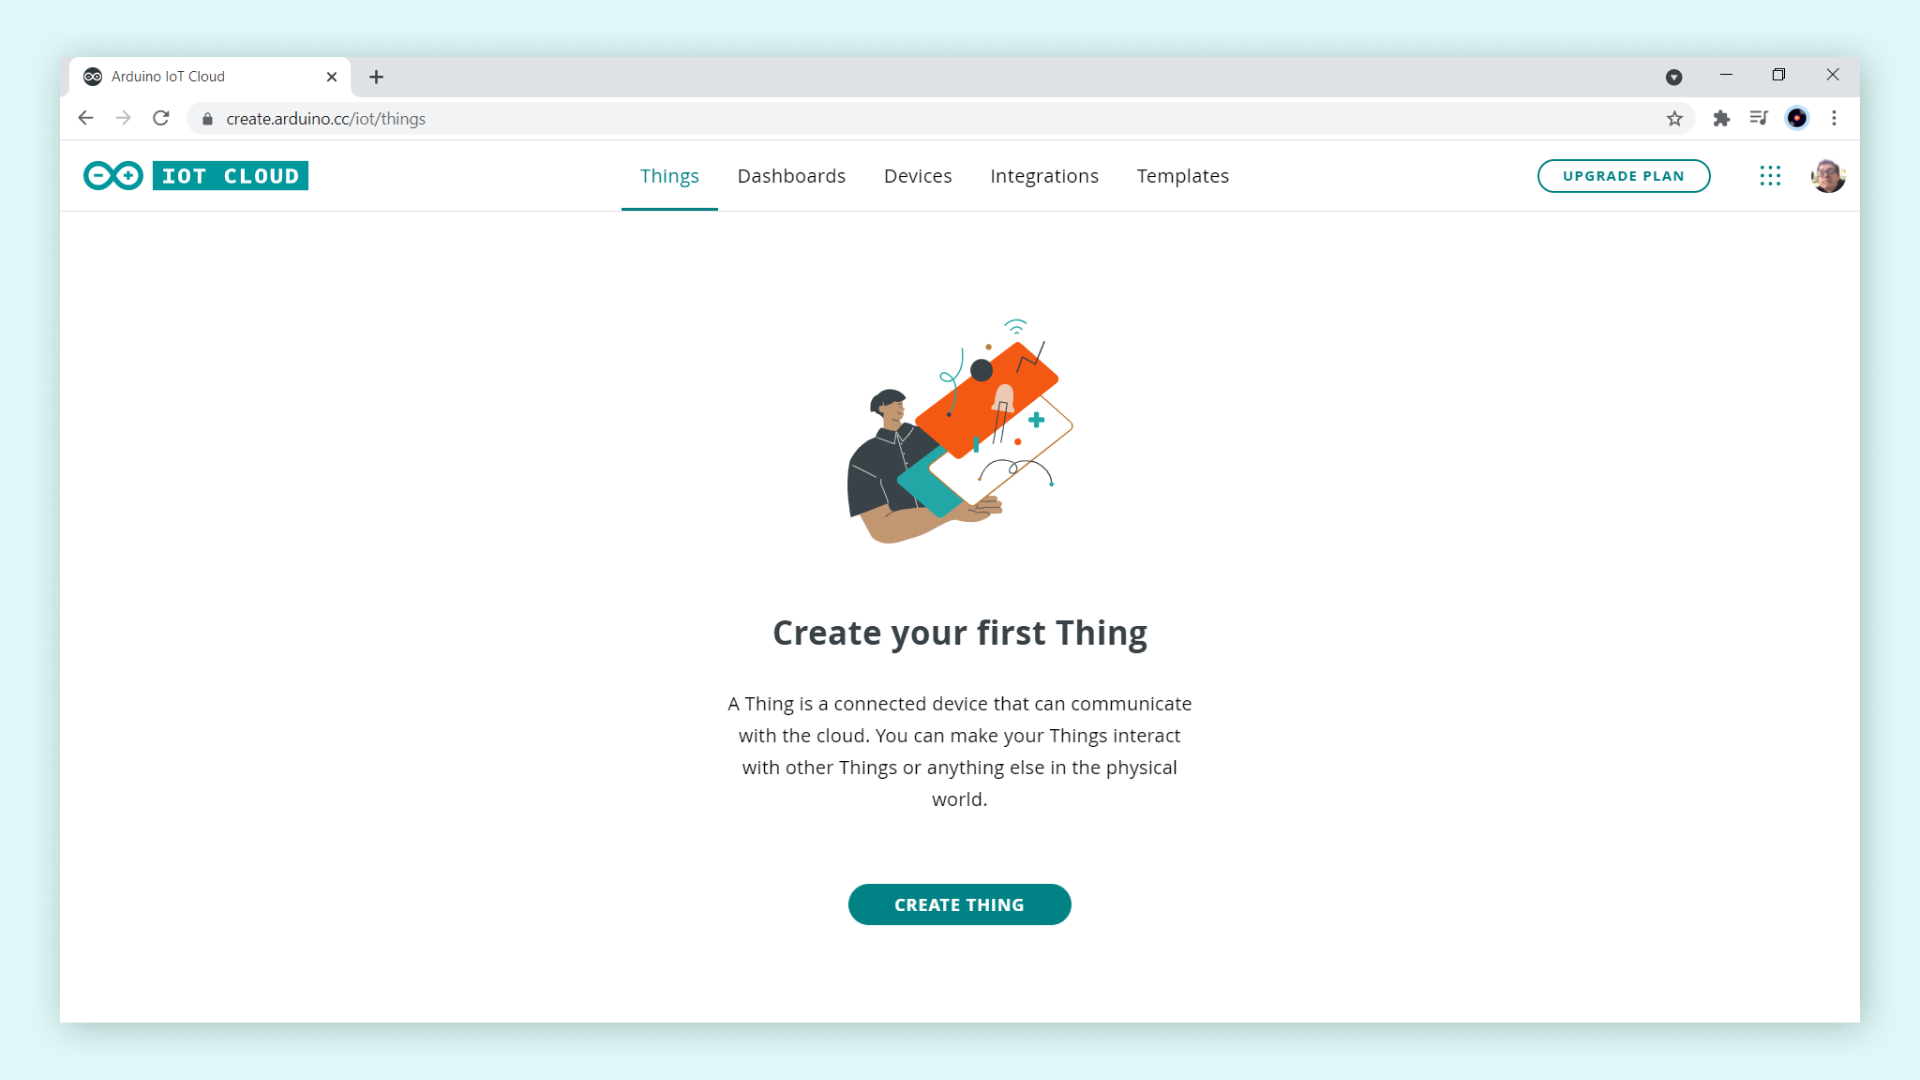 Arduino IoT Cloud
create.arduino.cc/iot/things
IOT CLOUD
Things Dashboards Devices Integrations Templates
UPGRADE PLAN
Create your first Thing
A Thing is a connected device that can communicate
with the cloud. You can make your Things interact
with other Things or anything else in the physical
world.
CREATE THING